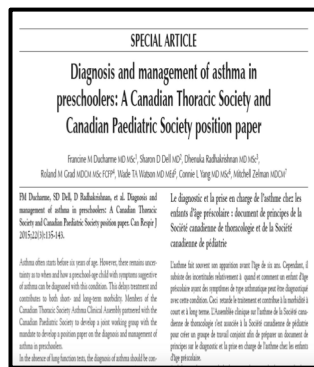 SPECIAL ARTICLE
Diagnosis and management of asthma in
preschoolers: A Canadian Thoracic Society and
Canadian Paediatric Society position paper
Francine M Ducharme MD MSc¹, Sharon D Dell MD², Dhenuka Radhakrishnan MD MSc³,
Roland M Grad MDCM MSc FCFP⁴, Wade TA Watson MD MEd⁵, Connie L Yang MD MSc⁶, Mitchell Zelman MDCM⁷
FM Ducharme, SD Dell, D Radhakrishnan, et al. Diagnosis and
management of asthma in preschoolers: A Canadian Thoracic
Society and Canadian Paediatric Society position paper. Can Respir J
2015;22(3):135-143.
Asthma often starts before six years of age. However, there remains uncer-
tainty as to when and how a preschool-age child with symptoms suggestive
of asthma can be diagnosed with this condition. This delays treatment and
contributes to both short- and long-term morbidity. Members of the
Canadian Thoracic Society Asthma Clinical Assembly partnered with the
Canadian Paediatric Society to develop a joint working group with the
mandate to develop a position paper on the diagnosis and management of
asthma in preschoolers.
In the absence of lung function tests, the diagnosis of asthma should be con-
Le diagnostic et la prise en charge de l'asthme chez les
enfants d'âge préscolaire : document de principes de la
Société canadienne de thoracologie et de la Société
canadienne de pédiatrie
L'asthme fait souvent son apparition avant l'âge de six ans. Cependant, il
subsiste des incertitudes relativement à quand et comment un enfant d'âge
préscolaire ayant des symptômes de type asthmatique peut être diagnostiqué
avec cette condition. Ceci retarde le traitement et contribue à la morbidité à
court et à long terme. L'Assemblée clinique sur l'asthme de la Société cana-
dienne de thoracologie s'est associée à la Société canadienne de pédiatrie
pour créer un groupe de travail conjoint afin de préparer un document de
principes sur le diagnostic et la prise en charge de l'asthme chez les enfants
d'âge préscolaire.